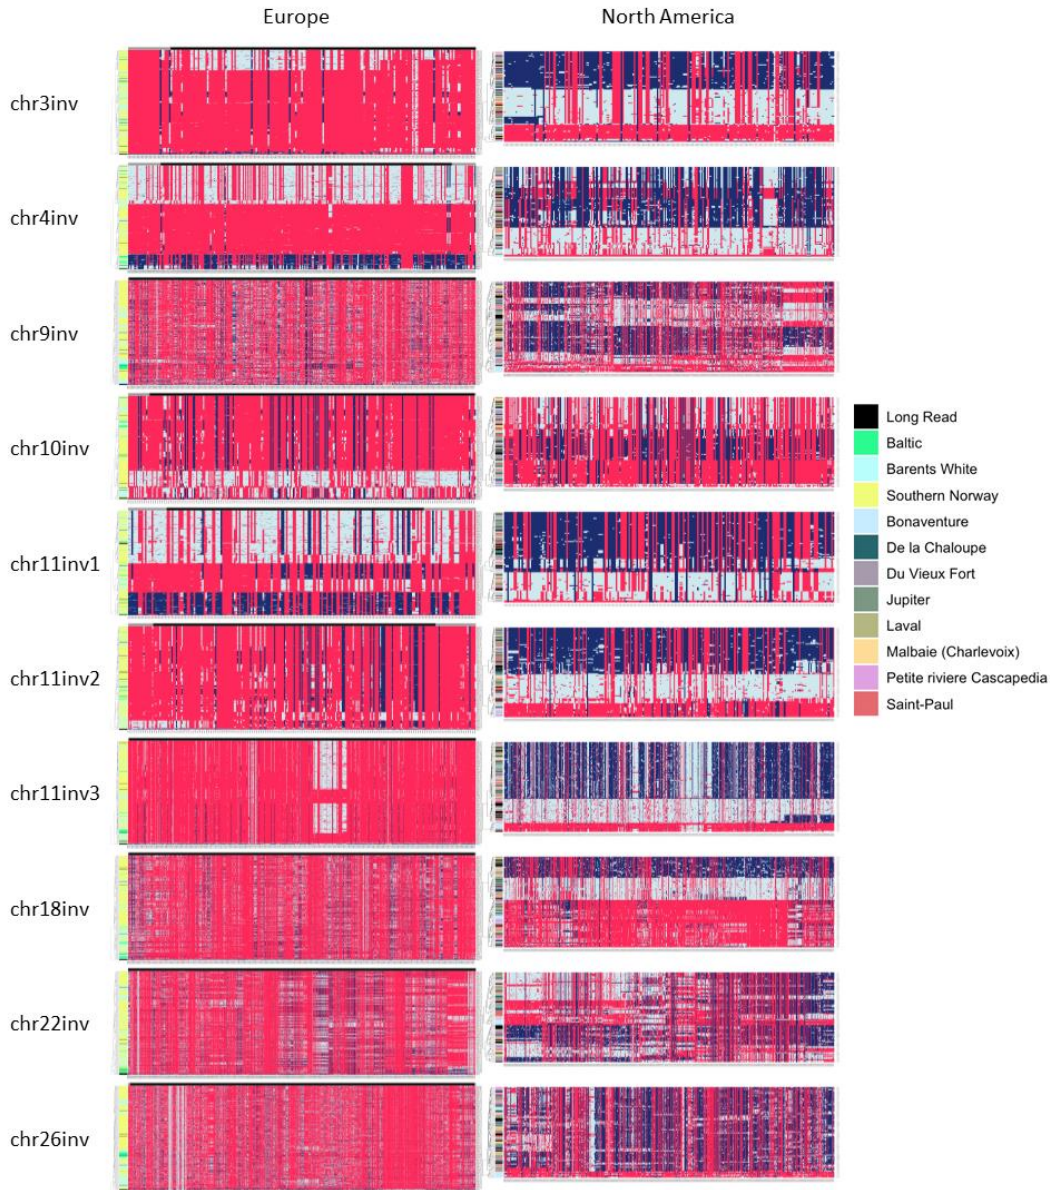 Europe North America
chr3inv
chr4inv
chr9inv
chr10inv
chr11inv1
chr11inv2
chr11inv3
chr18inv
chr22inv
chr26inv
Long Read
Baltic
Barents White
Southern Norway
Bonaventure
De la Chaloupe
Du Vieux Fort
Jupiter
Laval
Malbaie (Charlevoix)
Petite riviere Cascapedia
Saint-Paul